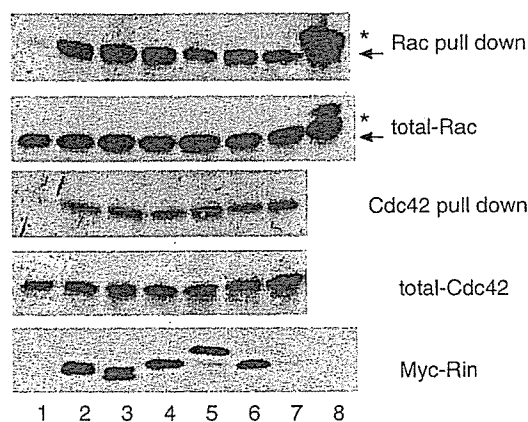 * Rac pull down
* total-Rac
Cdc42 pull down
total-Cdc42
Myc-Rin
1 2 3 4 5 6 7 8